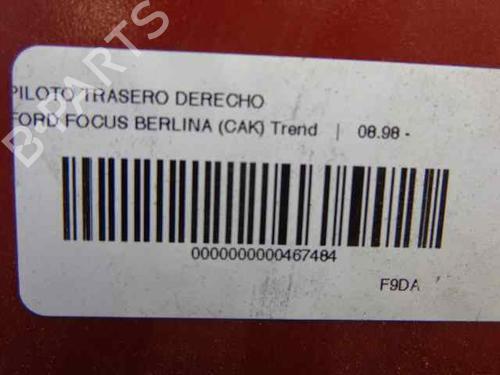 B-PARTS
PILOTO TRASERO DERECHO
FORD FOCUS BERLINA (CAK) Trend | 08.98 -
0000000000467484
F9DA